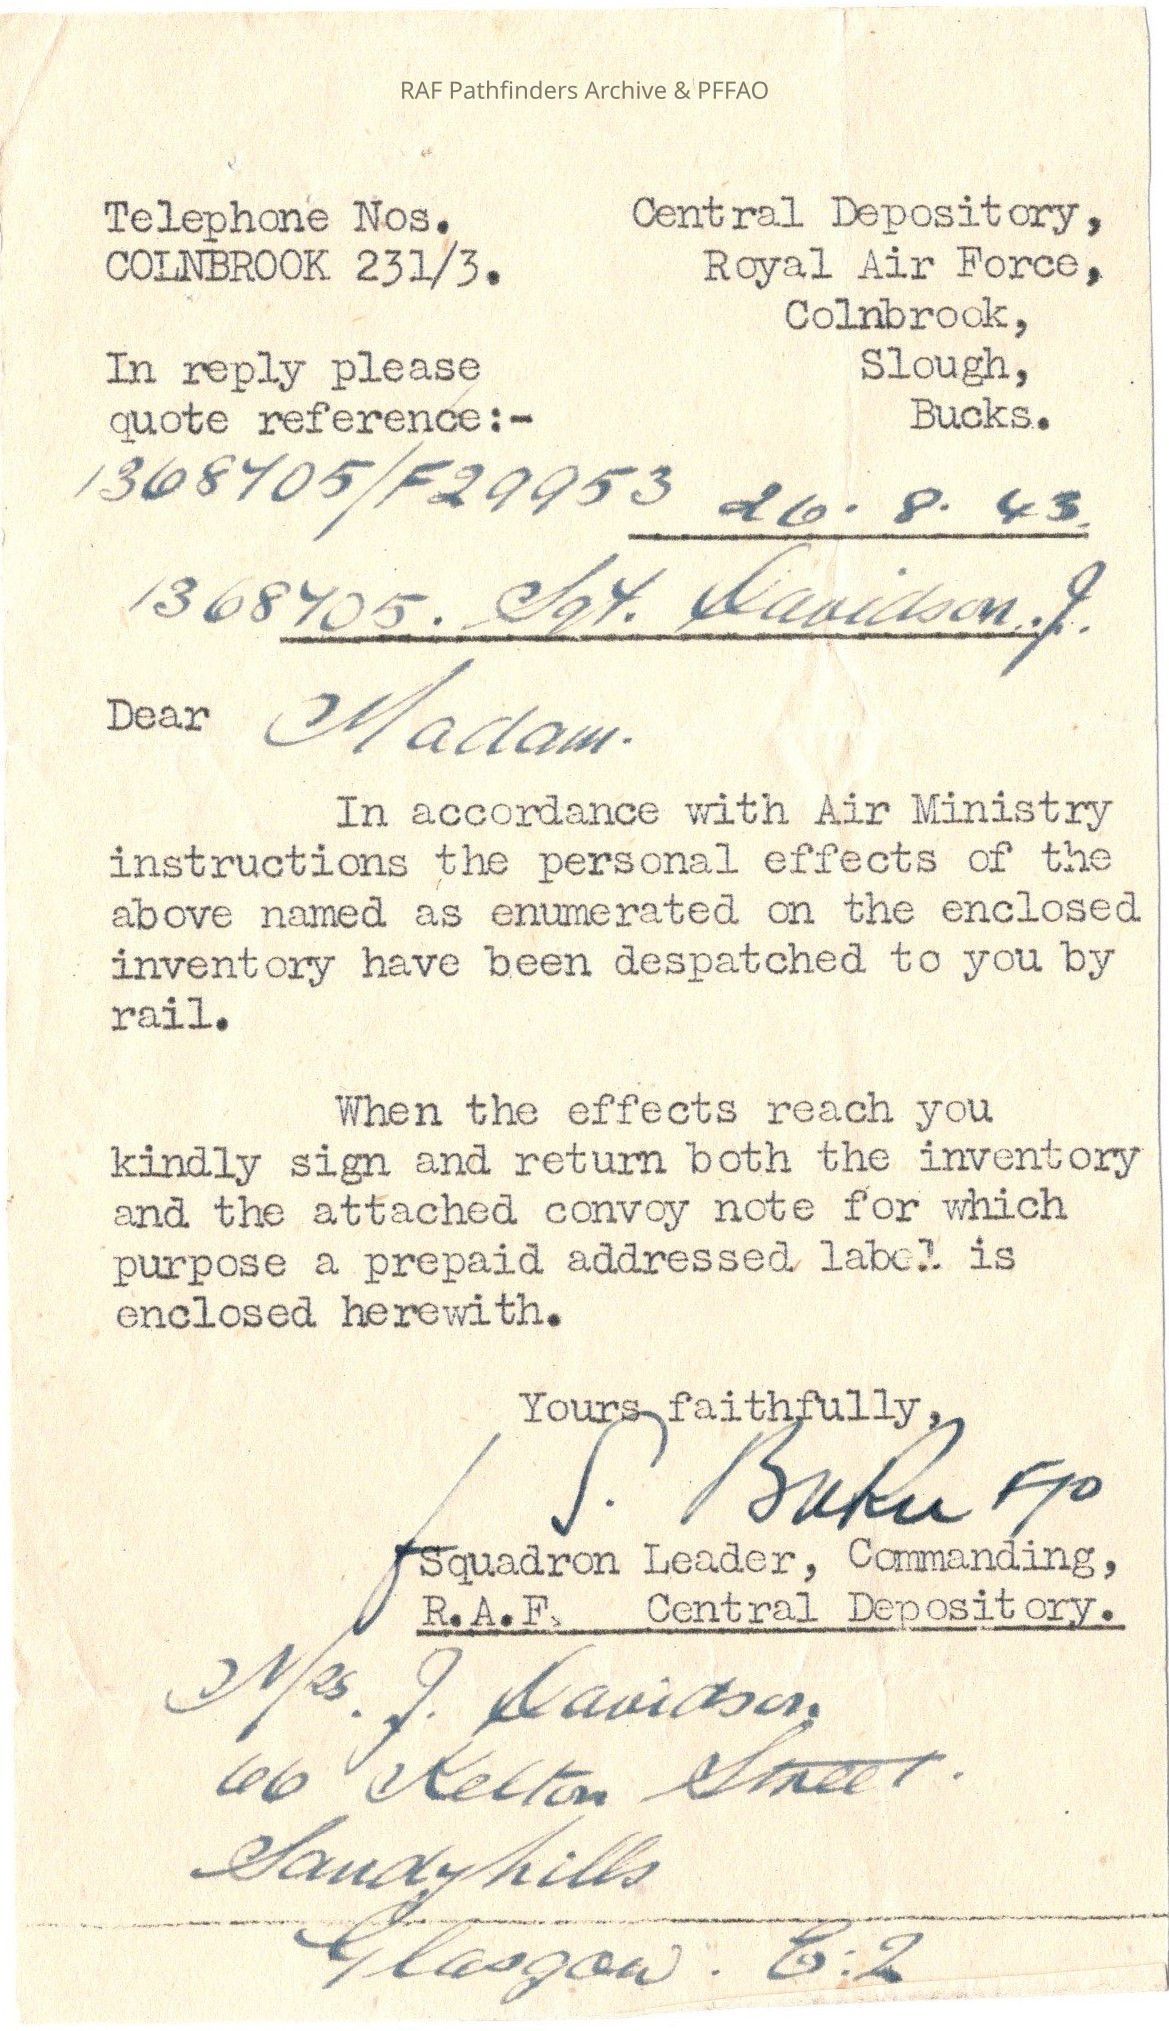 RAF Pathfinders Archive & PFFAO
Telephone Nos.
COLNBROOK 231/3.
Central Depository,
Royal Air Force,
Colnbrook,
Slough,
Bucks.
In reply please
quote reference:-
1368705/F29953
26. 8. 43.
1368705. Sgt. Davidson. J.
Dear Madam.
In accordance with Air Ministry
instructions the personal effects of the
above named as enumerated on the enclosed
inventory have been despatched to you by
rail.
When the effects reach you
kindly sign and return both the inventory
and the attached convoy note for which
purpose a prepaid addressed label is
enclosed herewith.
Yours faithfully,
S. Baker F/O
Squadron Leader, Commanding,
R.A.F. Central Depository.
Mrs. J. Davidson.
66 Kelton Street.
Sandyhills
Glasgow. E:2